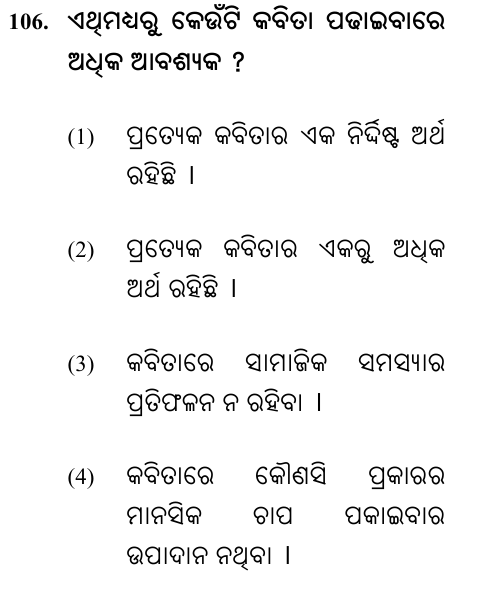 106. ଏଥିମଧ୍ୟରୁ କେଉଁଟି କବିତା ପଢାଇବାରେ
ଅଧିକ ଆବଶ୍ୟକ ?
(1) ପ୍ରତ୍ୟେକ କବିତାର ଏକ ନିର୍ଦ୍ଦିଷ୍ଟ ଅର୍ଥ
ରହିଛି ।
(2) ପ୍ରତ୍ୟେକ କବିତାର ଏକରୁ ଅଧିକ
ଅର୍ଥ ରହିଛି ।
(3) କବିତାରେ ସାମାଜିକ ସମସ୍ୟାର
ପ୍ରତିଫଳନ ନ ରହିବା ।
(4) କବିତାରେ କୌଣସି ପ୍ରକାରର
ମାନସିକ ଚାପ ପକାଇବାର
ଉପାଦାନ ନଥିବା ।